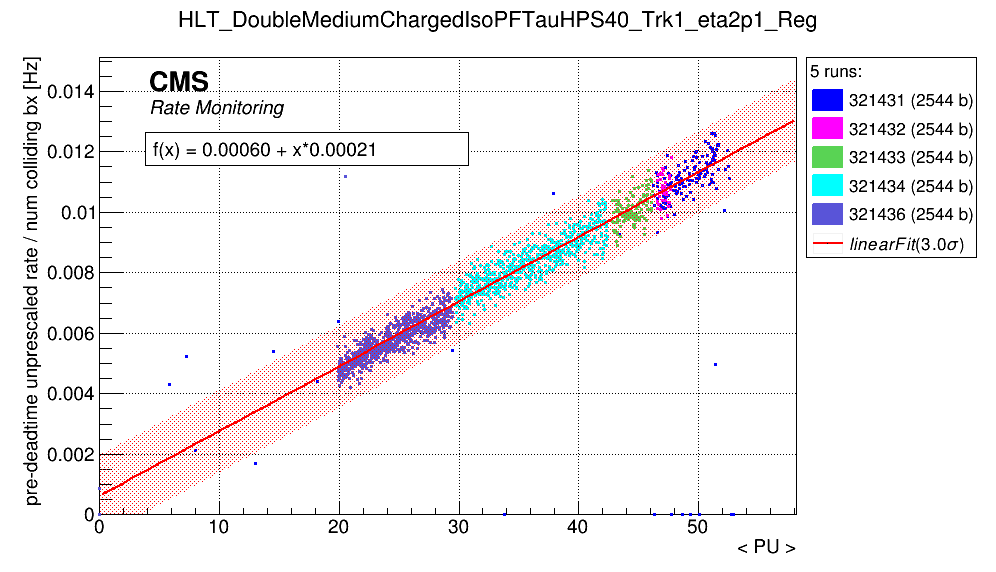 HLT_DoubleMediumChargedIsoPFTauHPS40_Trk1_eta2p1_Reg
pre-deadtime unprescaled rate / num colliding bx [Hz]
CMS
Rate Monitoring
f(x) = 0.00060 + x*0.00021
0.014
0.012
0.01
0.008
0.006
0.004
0.002
0
0 10 20 30 40 50
< PU >
5 runs:
321431 (2544 b)
321432 (2544 b)
321433 (2544 b)
321434 (2544 b)
321436 (2544 b)
linearFit(3.0σ)